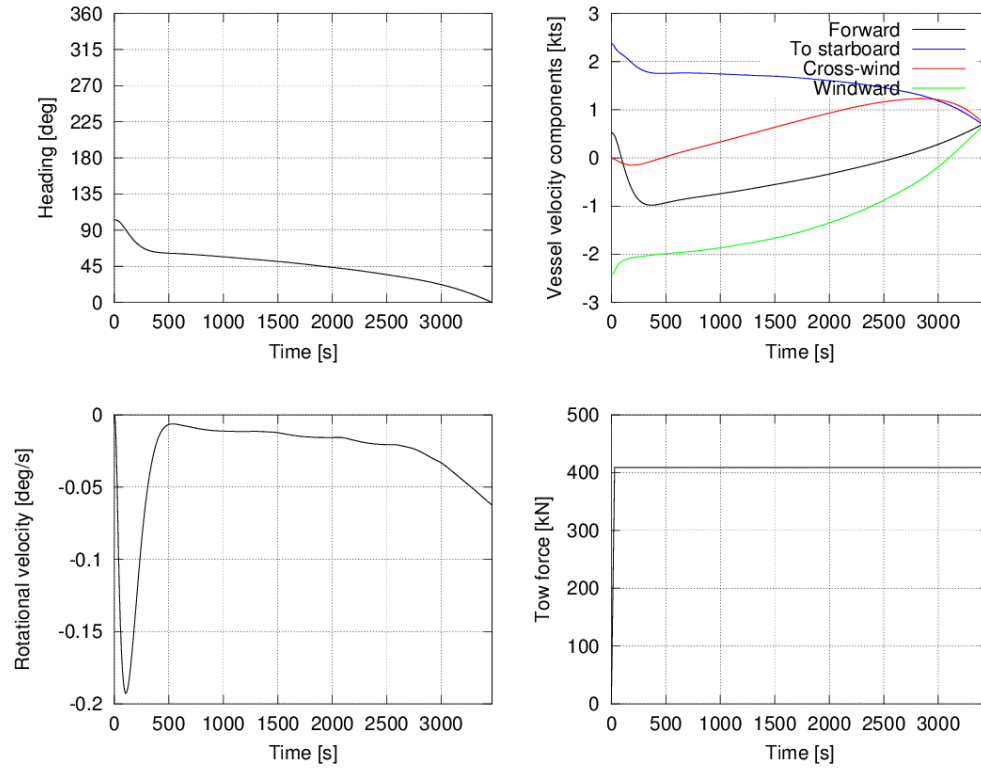 360
315
270
225
180
135
90
45
0
Heading [deg]
0 500 1000 1500 2000 2500 3000
Time [s]
3
2
1
0
-1
-2
-3
Vessel velocity components [kts]
Forward
To starboard
Cross-wind
Windward
0 500 1000 1500 2000 2500 3000
Time [s]
0
-0.05
-0.1
-0.15
-0.2
Rotational velocity [deg/s]
0 500 1000 1500 2000 2500 3000
Time [s]
500
400
300
200
100
0
Tow force [kN]
0 500 1000 1500 2000 2500 3000
Time [s]